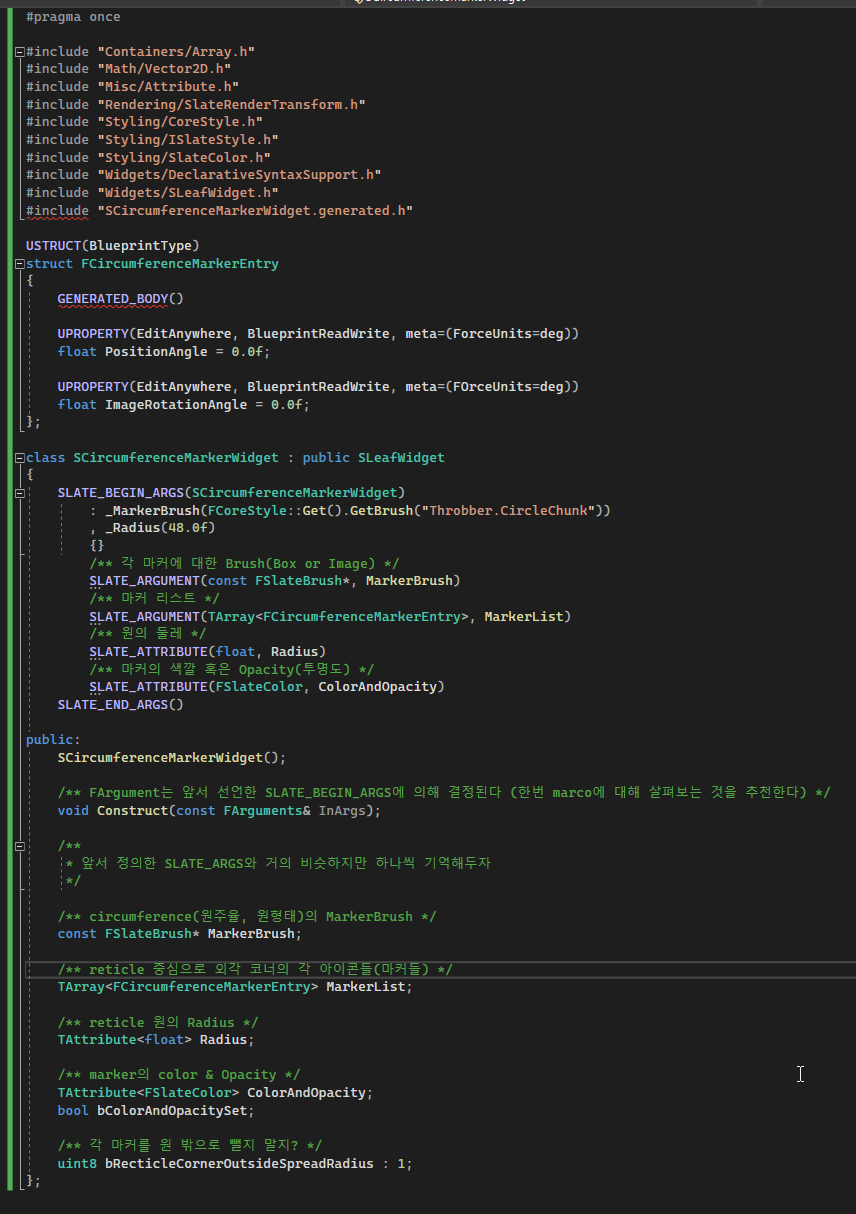 #pragma once
#include "Containers/Array.h"
#include "Math/Vector2D.h"
#include "Misc/Attribute.h"
#include "Rendering/SlateRenderTransform.h"
#include "Styling/CoreStyle.h"
#include "Styling/ISlateStyle.h"
#include "Styling/SlateColor.h"
#include "Widgets/DeclarativeSyntaxSupport.h"
#include "Widgets/SLeafWidget.h"
#include "SCircumferenceMarkerWidget.generated.h"
USTRUCT(BlueprintType)
struct FCircumferenceMarkerEntry
{
GENERATED_BODY()
UPROPERTY(EditAnywhere, BlueprintReadWrite, meta=(ForceUnits=deg))
float PositionAngle = 0.0f;
UPROPERTY(EditAnywhere, BlueprintReadWrite, meta=(FOrceUnits=deg))
float ImageRotationAngle = 0.0f;
};
class SCircumferenceMarkerWidget : public SLeafWidget
{
SLATE_BEGIN_ARGS(SCircumferenceMarkerWidget)
: _MarkerBrush(FCoreStyle::Get().GetBrush("Throbber.CircleChunk"))
, _Radius(48.0f)
{}
/** 각 마커에 대한 Brush(Box or Image) */
SLATE_ARGUMENT(const FSlateBrush*, MarkerBrush)
/** 마커 리스트 */
SLATE_ARGUMENT(TArray<FCircumferenceMarkerEntry>, MarkerList)
/** 원의 둘레 */
SLATE_ATTRIBUTE(float, Radius)
/** 마커의 색깔 혹은 Opacity(투명도) */
SLATE_ATTRIBUTE(FSlateColor, ColorAndOpacity)
SLATE_END_ARGS()
public:
SCircumferenceMarkerWidget();
/** FArgument는 앞서 선언한 SLATE_BEGIN_ARGS에 의해 결정된다 (한번 marco에 대해 살펴보는 것을 추천한다) */
void Construct(const FArguments& InArgs);
/**
* 앞서 정의한 SLATE_ARGS와 거의 비슷하지만 하나씩 기억해두자
*/
/** circumference(원주율, 원형태)의 MarkerBrush */
const FSlateBrush* MarkerBrush;
/** reticle 중심으로 외각 코너의 각 아이콘들(마커들) */
TArray<FCircumferenceMarkerEntry> MarkerList;
/** reticle 원의 Radius */
TAttribute<float> Radius;
/** marker의 color & Opacity */
TAttribute<FSlateColor> ColorAndOpacity;
bool bColorAndOpacitySet;
/** 각 마커를 원 밖으로 뺄지 말지? */
uint8 bRecticleCornerOutsideSpreadRadius : 1;
};